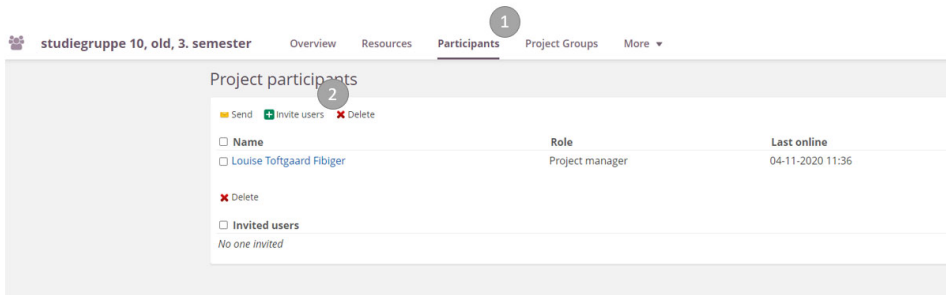 1
studiegruppe 10, old, 3. semester Overview Resources Participants Project Groups More
Project participants
2
Send Invite users Delete
Name Role Last online
Louise Toftgaard Fibiger Project manager 04-11-2020 11:36
Delete
Invited users
No one invited